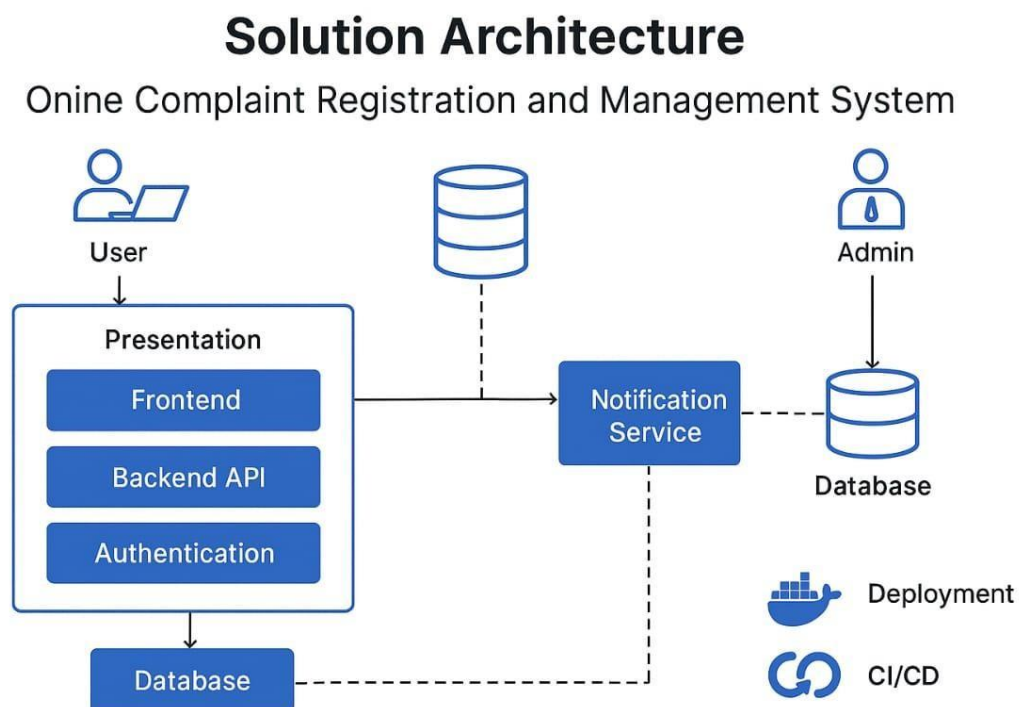 Solution Architecture
Onine Complaint Registration and Management System
User
Admin
Presentation
Frontend
Backend API
Authentication
Database
Notification
Service
Database
Deployment
CI/CD